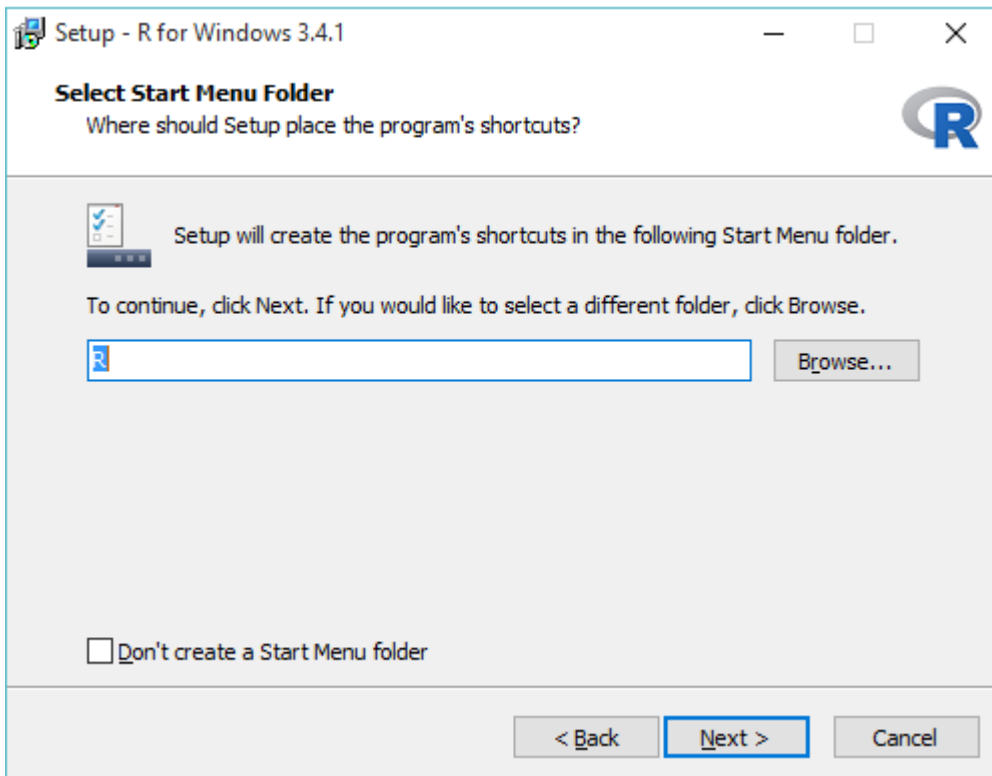 Setup - R for Windows 3.4.1
Select Start Menu Folder
Where should Setup place the program's shortcuts?
R
Setup will create the program's shortcuts in the following Start Menu folder.
To continue, click Next. If you would like to select a different folder, click Browse.
R
Browse...
Don't create a Start Menu folder
< Back
Next >
Cancel